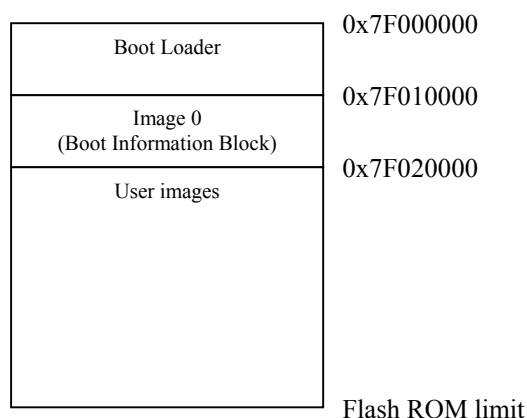 0x7F000000
Boot Loader
0x7F010000
Image 0
(Boot Information Block)
0x7F020000
User images
Flash ROM limit